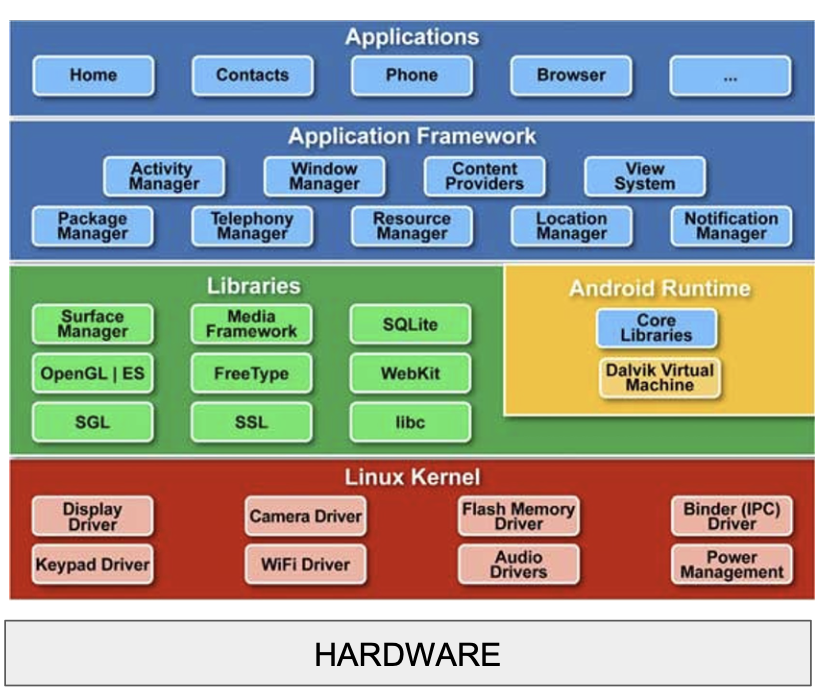 Applications
Home
Contacts
Phone
Browser
...
Application Framework
Activity
Manager
Window
Manager
Content
Providers
View
System
Package
Manager
Telephony
Manager
Resource
Manager
Location
Manager
Notification
Manager
Libraries
Surface
Manager
Media
Framework
SQLite
OpenGL | ES
FreeType
WebKit
SGL
SSL
libc
Android Runtime
Core
Libraries
Dalvik Virtual
Machine
Linux Kernel
Display
Driver
Camera Driver
Flash Memory
Driver
Binder (IPC)
Driver
Keypad Driver
WiFi Driver
Audio
Drivers
Power
Management
HARDWARE